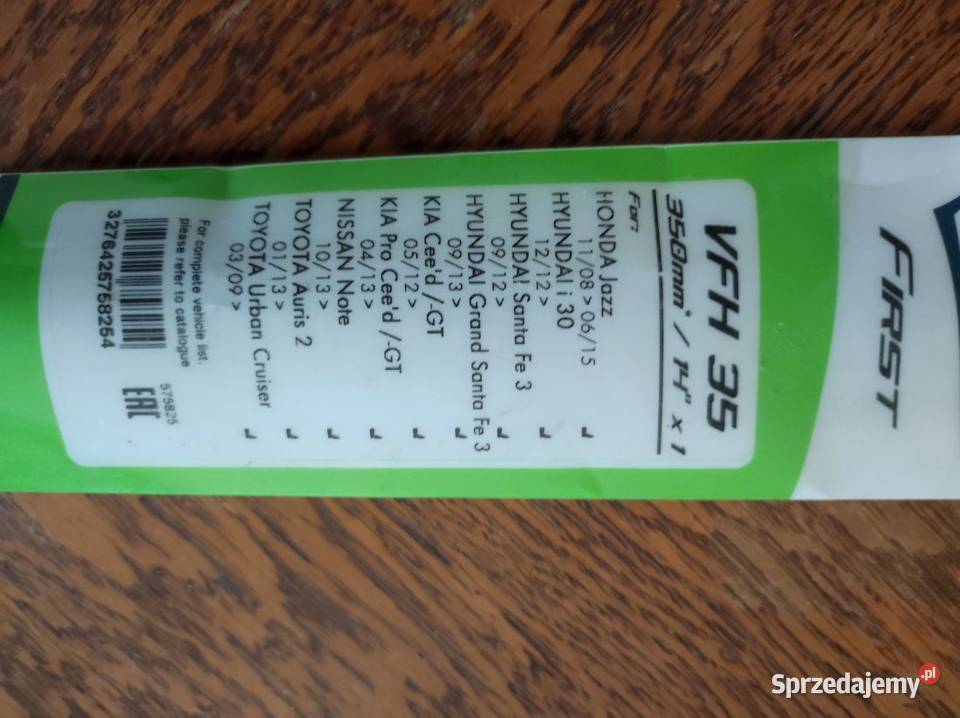 FIRST
VFH 35
350mm* / 14" x 1
For:
HONDA Jazz
11/08 > 06/15 ┘
HYUNDAI i 30
12/12 > ┘
HYUNDAI Santa Fe 3
09/12 > ┘
HYUNDAI Grand Santa Fe 3
09/13 > ┘
KIA Cee'd /-GT
05/12 > ┘
KIA Pro Cee'd /-GT
04/13 > ┘
NISSAN Note
10/13 > ┘
TOYOTA Auris 2
01/13 > ┘
TOYOTA Urban Cruiser
03/09 > ┘
For complete vehicle list.
please refer to catalogue
575825
3276425758254
EAC
Sprzedajemy.pl